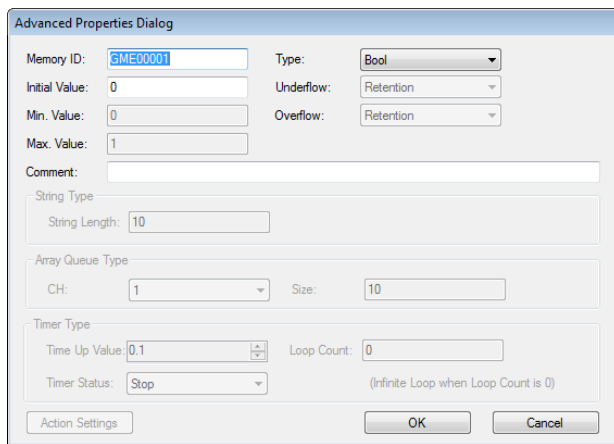 Advanced Properties Dialog
Memory ID: GME00001 Type: Bool
Initial Value: 0 Underflow: Retention
Min. Value: 0 Overflow: Retention
Max. Value: 1
Comment:
String Type
String Length: 10
Array Queue Type
CH: 1 Size: 10
Timer Type
Time Up Value: 0.1 Loop Count: 0
Timer Status: Stop (Infinite Loop when Loop Count is 0)
Action Settings OK Cancel